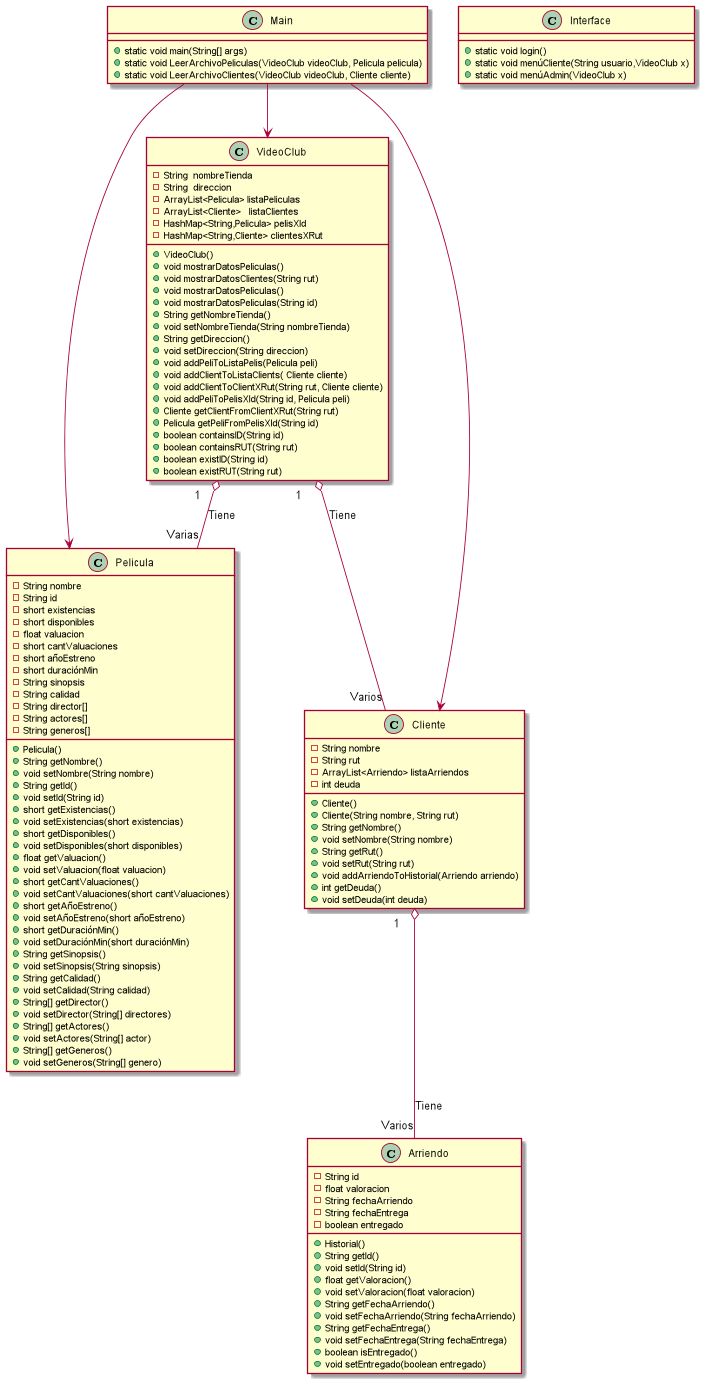 C Main
static void main(String[] args)
static void LeerArchivoPeliculas(VideoClub videoClub, Pelicula pelicula)
static void LeerArchivoClientes(VideoClub videoClub, Cliente cliente)
C Interface
static void login()
static void menúCliente(String usuario,VideoClub x)
static void menúAdmin(VideoClub x)
C VideoClub
String  nombreTienda
String  direccion
ArrayList<Pelicula> listaPeliculas
ArrayList<Cliente>   listaClientes
HashMap<String,Pelicula> pelisXId
HashMap<String,Cliente> clientesXRut
VideoClub()
void mostrarDatosPeliculas()
void mostrarDatosClientes(String rut)
void mostrarDatosPeliculas()
void mostrarDatosPeliculas(String id)
String getNombreTienda()
void setNombreTienda(String nombreTienda)
String getDireccion()
void setDireccion(String direccion)
void addPeliToListaPelis(Pelicula peli)
void addClientToListaClients( Cliente cliente)
void addClientToClientXRut(String rut, Cliente cliente)
void addPeliToPelisXId(String id, Pelicula peli)
Cliente getClientFromClientXRut(String rut)
Pelicula getPeliFromPelisXId(String id)
boolean containsID(String id)
boolean containsRUT(String rut)
boolean existID(String id)
boolean existRUT(String rut)
1
1
Tiene
Tiene
Varias
C Pelicula
String nombre
String id
short existencias
short disponibles
float valuacion
short cantValuaciones
short añoEstreno
short duraciónMin
String sinopsis
String calidad
String director[]
String actores[]
String generos[]
Pelicula()
String getNombre()
void setNombre(String nombre)
String getId()
void setId(String id)
short getExistencias()
void setExistencias(short existencias)
short getDisponibles()
void setDisponibles(short disponibles)
float getValuacion()
void setValuacion(float valuacion)
short getCantValuaciones()
void setCantValuaciones(short cantValuaciones)
short getAñoEstreno()
void setAñoEstreno(short añoEstreno)
short getDuraciónMin()
void setDuraciónMin(short duraciónMin)
String getSinopsis()
void setSinopsis(String sinopsis)
String getCalidad()
void setCalidad(String calidad)
String[] getDirector()
void setDirector(String[] directores)
String[] getActores()
void setActores(String[] actor)
String[] getGeneros()
void setGeneros(String[] genero)
Varios
C Cliente
String nombre
String rut
ArrayList<Arriendo> listaArriendos
int deuda
Cliente()
Cliente(String nombre, String rut)
String getNombre()
void setNombre(String nombre)
String getRut()
void setRut(String rut)
void addArriendoToHistorial(Arriendo arriendo)
int getDeuda()
void setDeuda(int deuda)
1
Tiene
Varios
C Arriendo
String id
float valoracion
String fechaArriendo
String fechaEntrega
boolean entregado
Historial()
String getId()
void setId(String id)
float getValoracion()
void setValoracion(float valoracion)
String getFechaArriendo()
void setFechaArriendo(String fechaArriendo)
String getFechaEntrega()
void setFechaEntrega(String fechaEntrega)
boolean isEntregado()
void setEntregado(boolean entregado)